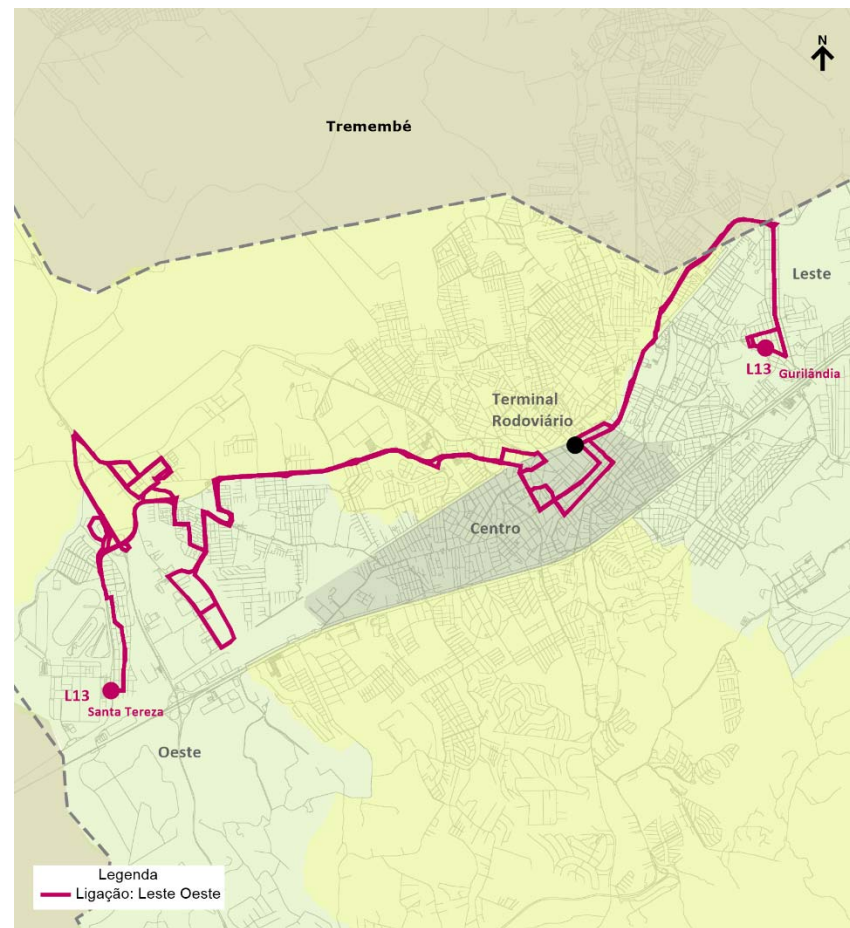 N
Tremembé
Leste
L13 Gurilândia
Terminal
Rodoviário
Centro
L13
Santa Tereza
Oeste
Legenda
Ligação: Leste Oeste